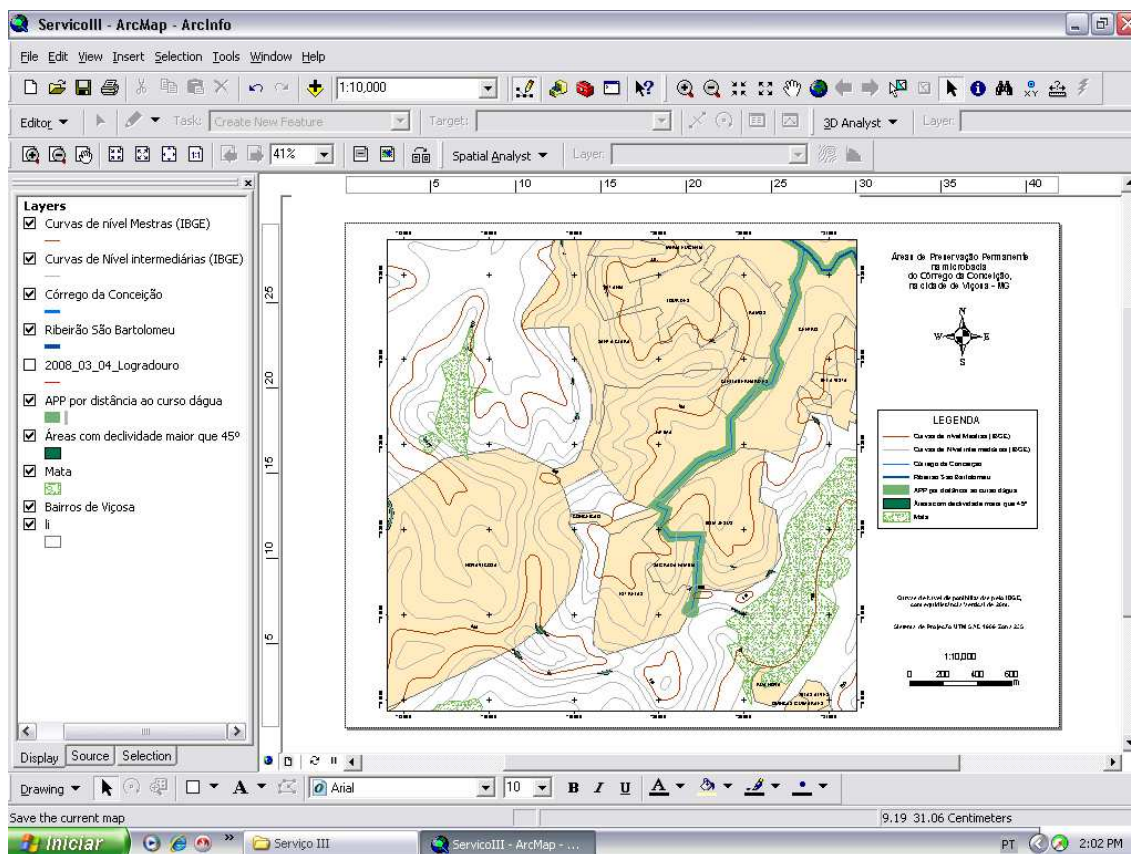 ServicoIII - ArcMap - ArcInfo
File Edit View Insert Selection Tools Window Help
1:10,000
Editor Task: Create New Feature Target: 3D Analyst Layer:
41% Spatial Analyst Layer:
5 10 15 20 25 30 35 40
25
20
15
10
5
Layers
Curvas de nível Mestras (IBGE)
Curvas de Nível intermediárias (IBGE)
Córrego da Conceição
Ribeirão São Bartolomeu
2008_03_04_Logradouro
APP por distância ao curso dágua
Áreas com declividade maior que 45º
Mata
Bairros de Viçosa
li
Áreas de Preservação Permanente
na microbacia
do Córrego da Conceição,
na cidade de Viçosa - MG
N
W E
S
LEGENDA
Curvas de nível Mestras (IBGE)
Curvas de Nível intermediárias (IBGE)
Córrego da Conceição
Ribeirão São Bartolomeu
APP por distância ao curso dágua
Áreas com declividade maior que 45º
Mata
1:10,000
0 200 400 600
m
Display Source Selection
Drawing A Arial 10 B I U A
Save the current map
9.19 31.06 Centimeters
Iniciar
Serviço III
ServicoIII - ArcMap - ...
PT
2:02 PM